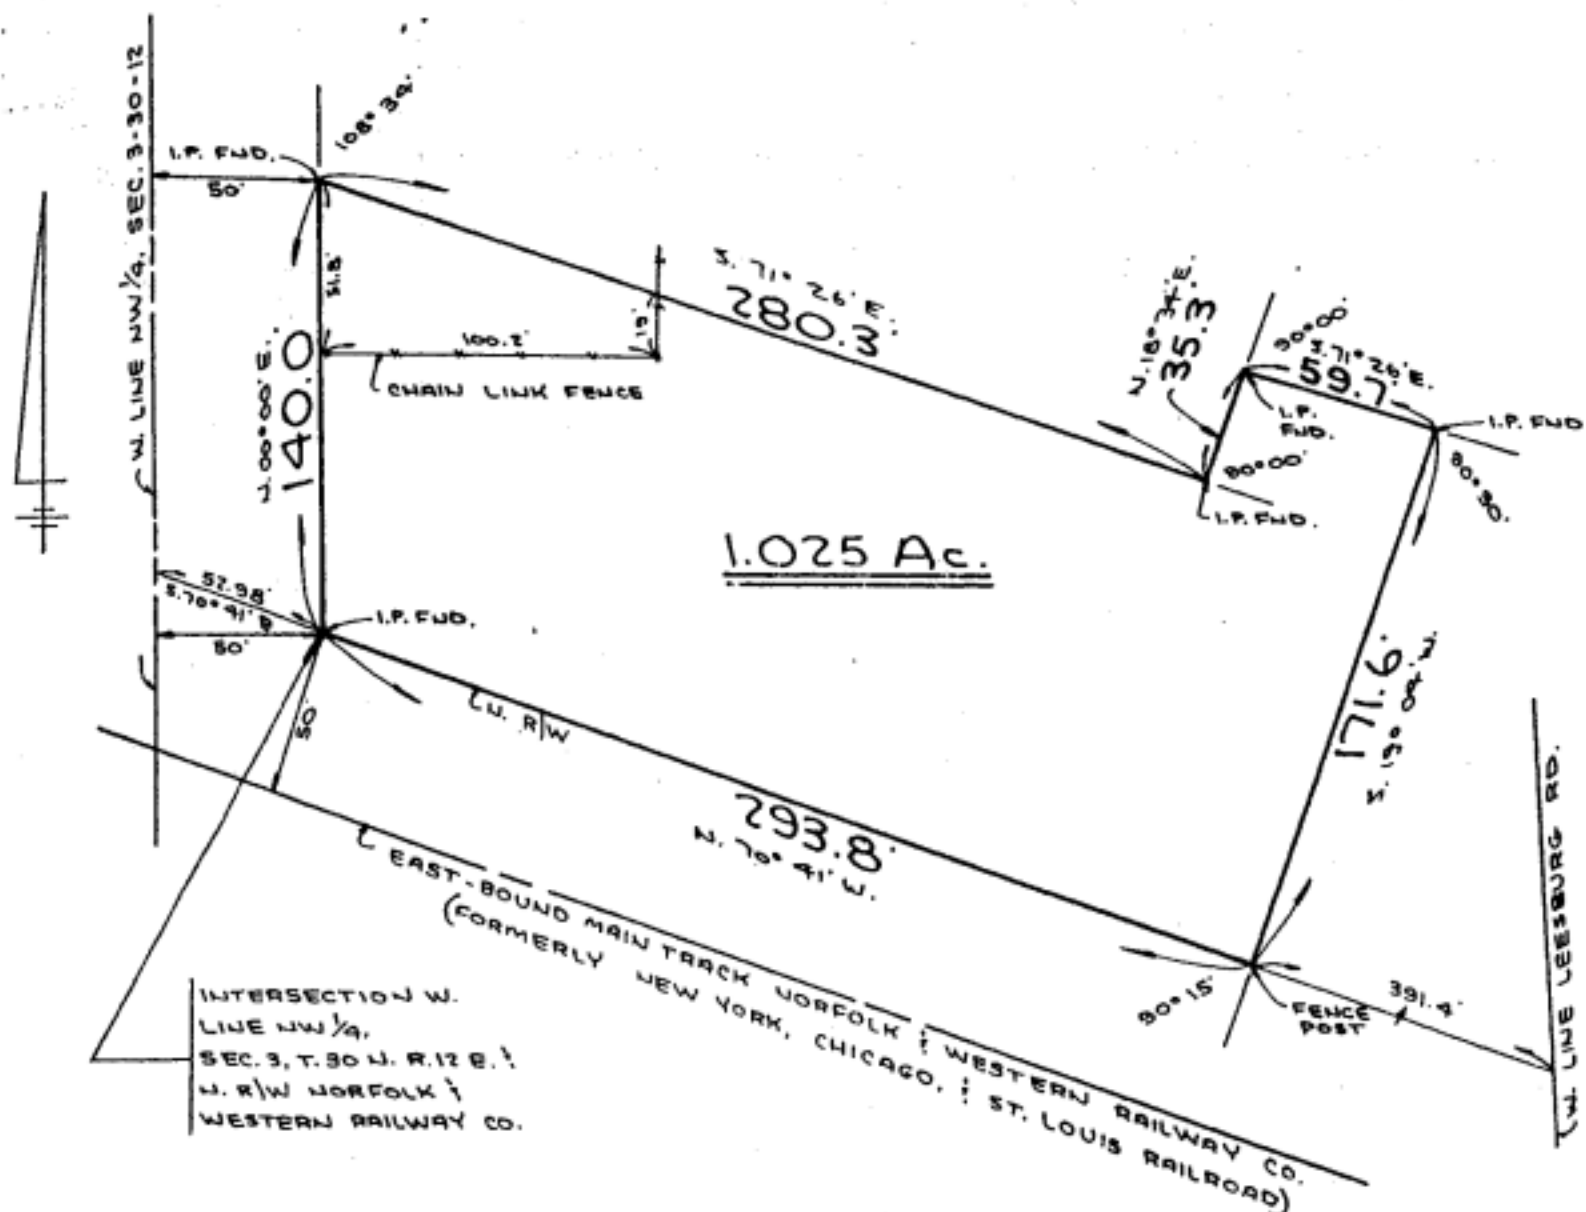 W. LINE NW 1/4, SEC. 3-30-12
I.P. FND.
50'
108° 34'
51.8'
N. 00° 00' E.
140.0
100.2'
19'
CHAIN LINK FENCE
S. 71° 26' E.
280.3'
N. 18° 34' E.
35.3'
90° 00'
S. 71° 26' E.
59.7'
I.P.
FND.
I.P. FND
90° 00'
I.P. FND.
90° 30'
1.025 Ac.
52.98'
S. 70° 41' E
50'
I.P. FND.
50'
N. R/W
171.6'
293.8'
N. 70° 41' W.
90° 15'
FENCE
POST
391.4'
W. LINE LEESBURG RD.
EAST-BOUND MAIN TRACK NORFOLK & WESTERN RAILWAY CO.
(FORMERLY NEW YORK, CHICAGO, & ST. LOUIS RAILROAD)
INTERSECTION W.
LINE NW 1/4,
SEC. 3, T. 30 N. R. 12 E. &
N. R/W NORFOLK &
WESTERN RAILWAY CO.